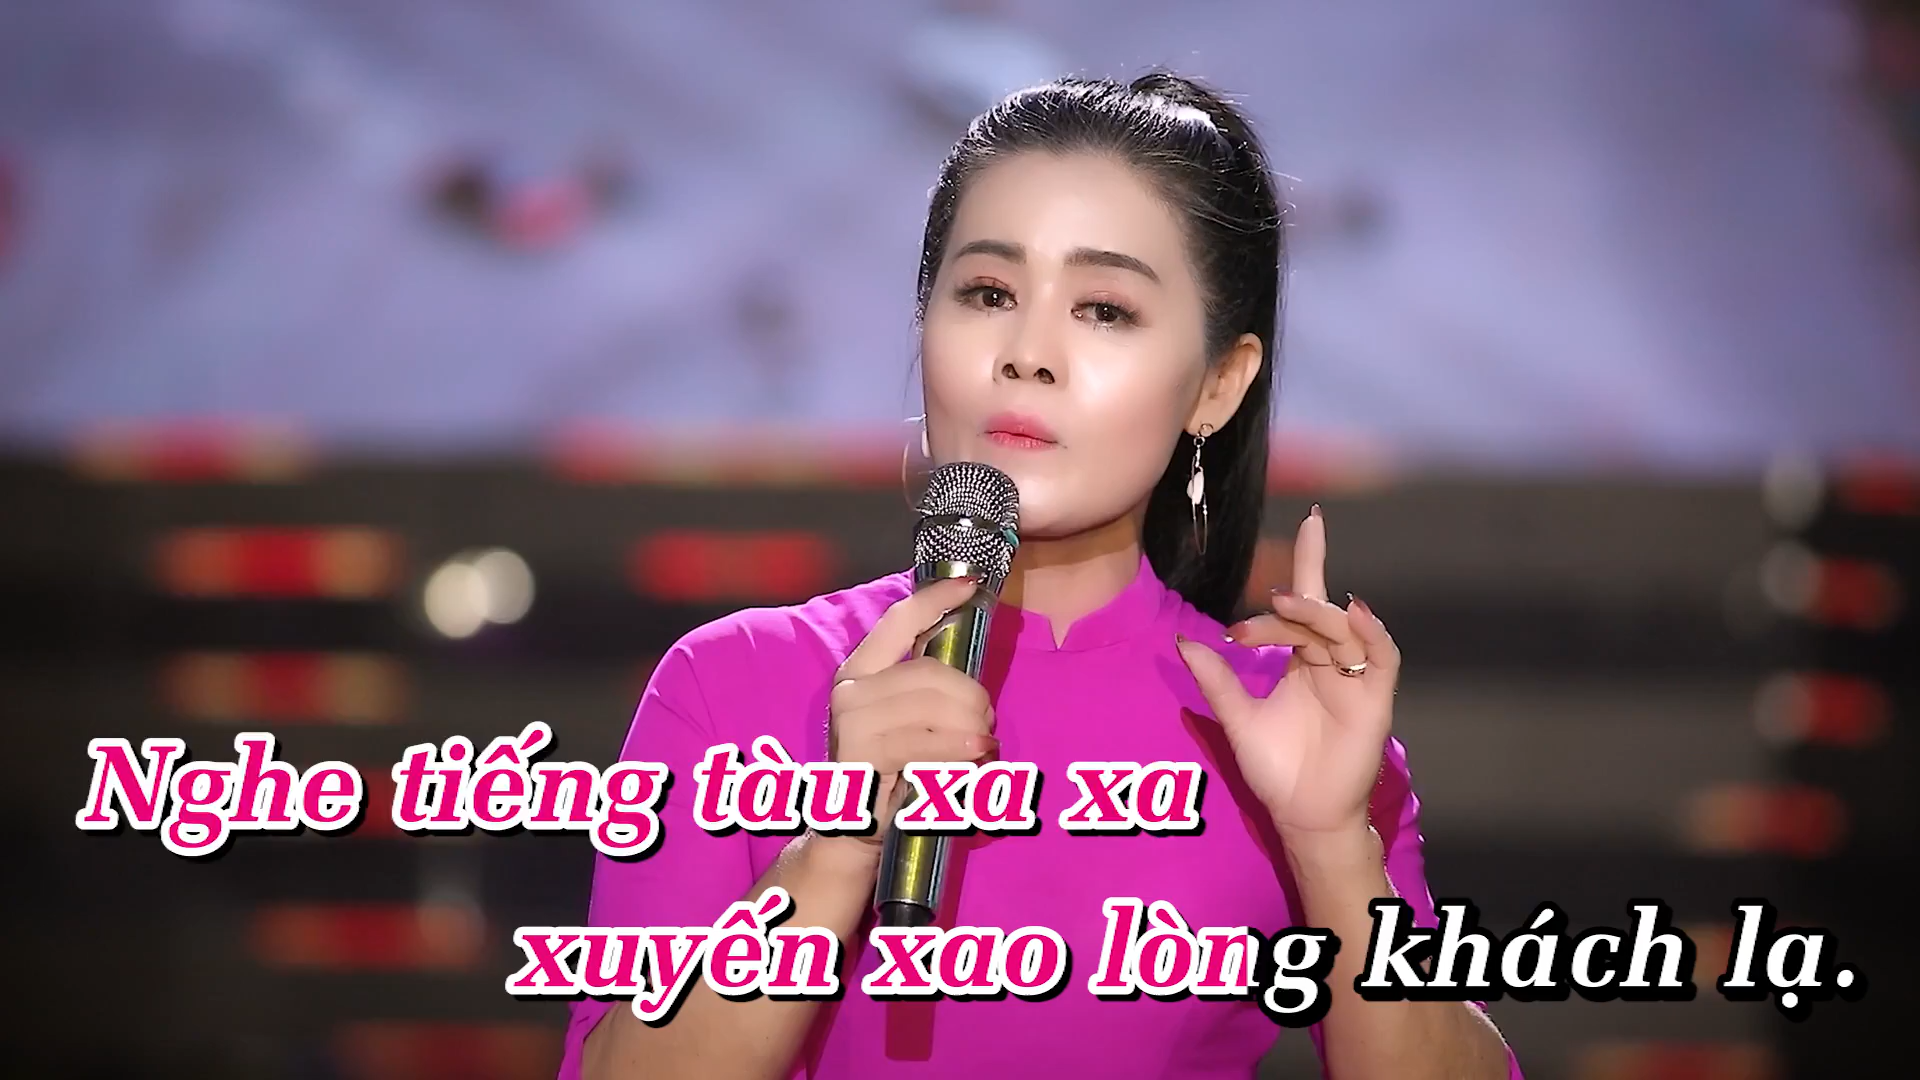 Nghe tiếng tàu xa xa
xuyến xao lòng khách lạ.